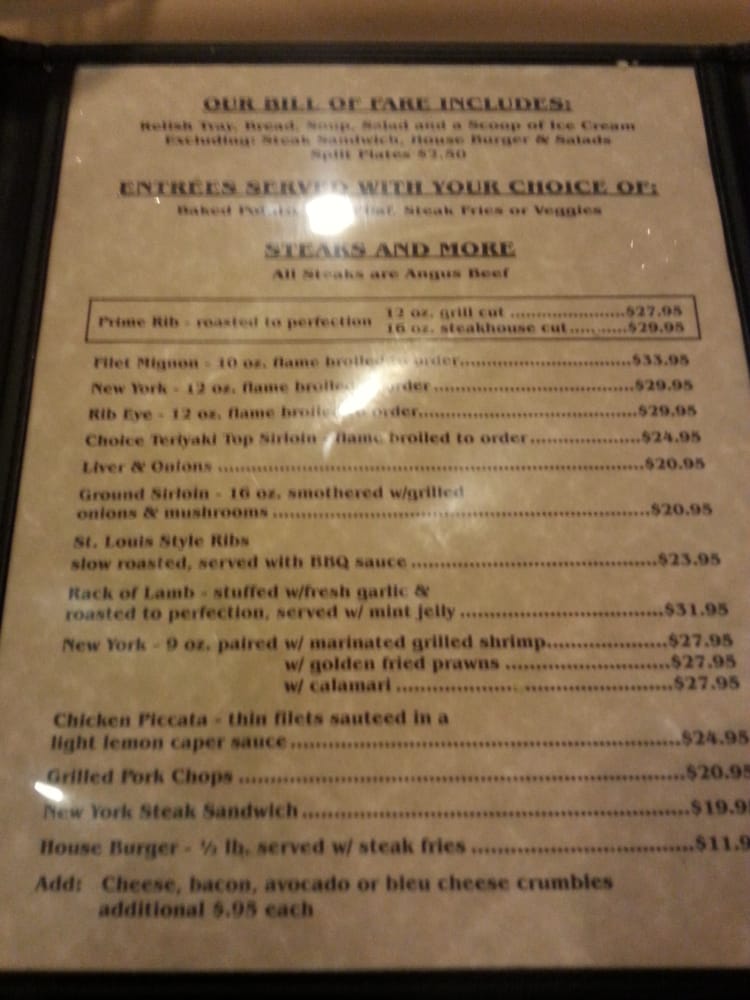 OUR BILL OF FARE INCLUDES:
Relish Tray, Bread, Soup, Salad and a Scoop of Ice Cream
Excluding: Steak Sandwich, House Burger & Salads
Split Plates $7.50
ENTRÉES SERVED WITH YOUR CHOICE OF:
Baked Steak Fries or Veggies
STEAKS AND MORE
All Steaks are Angus Beef
Prime Rib - roasted to perfection
12 oz. grill cut ......................$27.95
16 oz. steakhouse cut............$29.95
Filet Mignon - 10 oz. flame broiled to order..............................$33.95
New York - 12 oz. flame broiled order..................................$29.95
Rib Eye - 12 oz. flame broiled order.....................................$29.95
Choice Teriyaki Top Sirloin - flame broiled to order...................$24.95
Liver & Onions .........................................................................$20.95
Ground Sirloin - 16 oz. smothered w/grilled
onions & mushrooms ................................................................$20.95
St. Louis Style Ribs
slow roasted, served with BBQ sauce ..........................................$23.95
Rack of Lamb - stuffed w/fresh garlic &
roasted to perfection, served w/ mint jelly ..................................$31.95
New York - 9 oz. paired w/ marinated grilled shrimp....................$27.95
w/ golden fried prawns ............................$27.95
w/ calamari .............................................$27.95
Chicken Piccata - thin filets sauteed in a
light lemon caper sauce ................................................................$24.95
Grilled Pork Chops .......................................................................$20.95
New York Steak Sandwich ..............................................................$19.9
House Burger - ½ lb. served w/ steak fries ....................................$11.9
Add: Cheese, bacon, avocado or bleu cheese crumbles
additional $.95 each